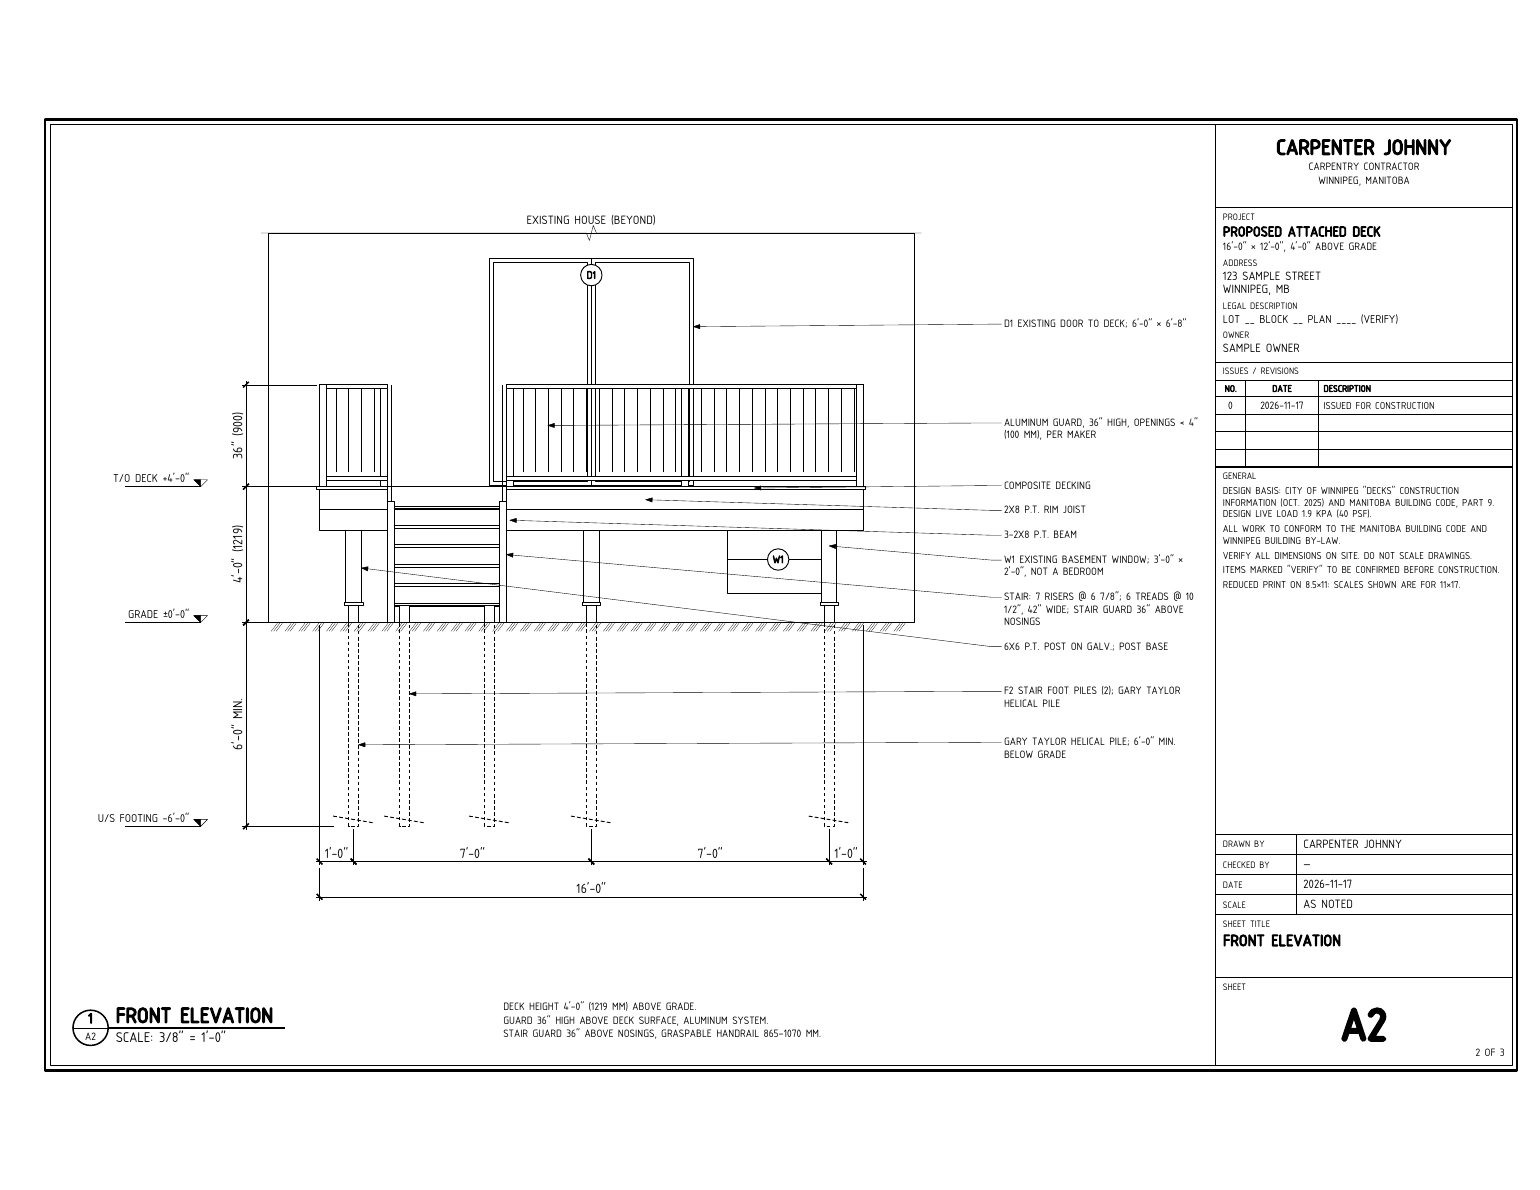 EXISTING HOUSE (BEYOND)
D1
D1 EXISTING DOOR TO DECK; 6'-0" × 6'-8"
36" (900)
ALUMINUM GUARD, 36" HIGH, OPENINGS < 4"
(100 MM), PER MAKER
T/O DECK +4'-0"
COMPOSITE DECKING
2X8 P.T. RIM JOIST
3-2X8 P.T. BEAM
4'-0" (1219)
W1
W1 EXISTING BASEMENT WINDOW; 3'-0" ×
2'-0", NOT A BEDROOM
STAIR: 7 RISERS @ 6 7/8"; 6 TREADS @ 10
1/2", 42" WIDE; STAIR GUARD 36" ABOVE
NOSINGS
GRADE ±0'-0"
6X6 P.T. POST ON GALV.; POST BASE
F2 STAIR FOOT PILES (2); GARY TAYLOR
HELICAL PILE
6'-0" MIN.
GARY TAYLOR HELICAL PILE; 6'-0" MIN.
BELOW GRADE
U/S FOOTING -6'-0"
1'-0" 7'-0" 7'-0" 1'-0"
16'-0"
1
A2
FRONT ELEVATION
SCALE: 3/8" = 1'-0"
DECK HEIGHT 4'-0" (1219 MM) ABOVE GRADE.
GUARD 36" HIGH ABOVE DECK SURFACE, ALUMINUM SYSTEM.
STAIR GUARD 36" ABOVE NOSINGS, GRASPABLE HANDRAIL 865-1070 MM.
CARPENTER JOHNNY
CARPENTRY CONTRACTOR
WINNIPEG, MANITOBA
PROJECT
PROPOSED ATTACHED DECK
16'-0" × 12'-0", 4'-0" ABOVE GRADE
ADDRESS
123 SAMPLE STREET
WINNIPEG, MB
LEGAL DESCRIPTION
LOT __ BLOCK __ PLAN ____ (VERIFY)
OWNER
SAMPLE OWNER
ISSUES / REVISIONS
NO. DATE DESCRIPTION
0 2026-11-17 ISSUED FOR CONSTRUCTION
GENERAL
DESIGN BASIS: CITY OF WINNIPEG "DECKS" CONSTRUCTION
INFORMATION (OCT. 2025) AND MANITOBA BUILDING CODE, PART 9.
DESIGN LIVE LOAD 1.9 KPA (40 PSF).
ALL WORK TO CONFORM TO THE MANITOBA BUILDING CODE AND
WINNIPEG BUILDING BY-LAW.
VERIFY ALL DIMENSIONS ON SITE. DO NOT SCALE DRAWINGS.
ITEMS MARKED "VERIFY" TO BE CONFIRMED BEFORE CONSTRUCTION.
REDUCED PRINT ON 8.5×11: SCALES SHOWN ARE FOR 11×17.
DRAWN BY CARPENTER JOHNNY
CHECKED BY —
DATE 2026-11-17
SCALE AS NOTED
SHEET TITLE
FRONT ELEVATION
SHEET
A2
2 OF 3